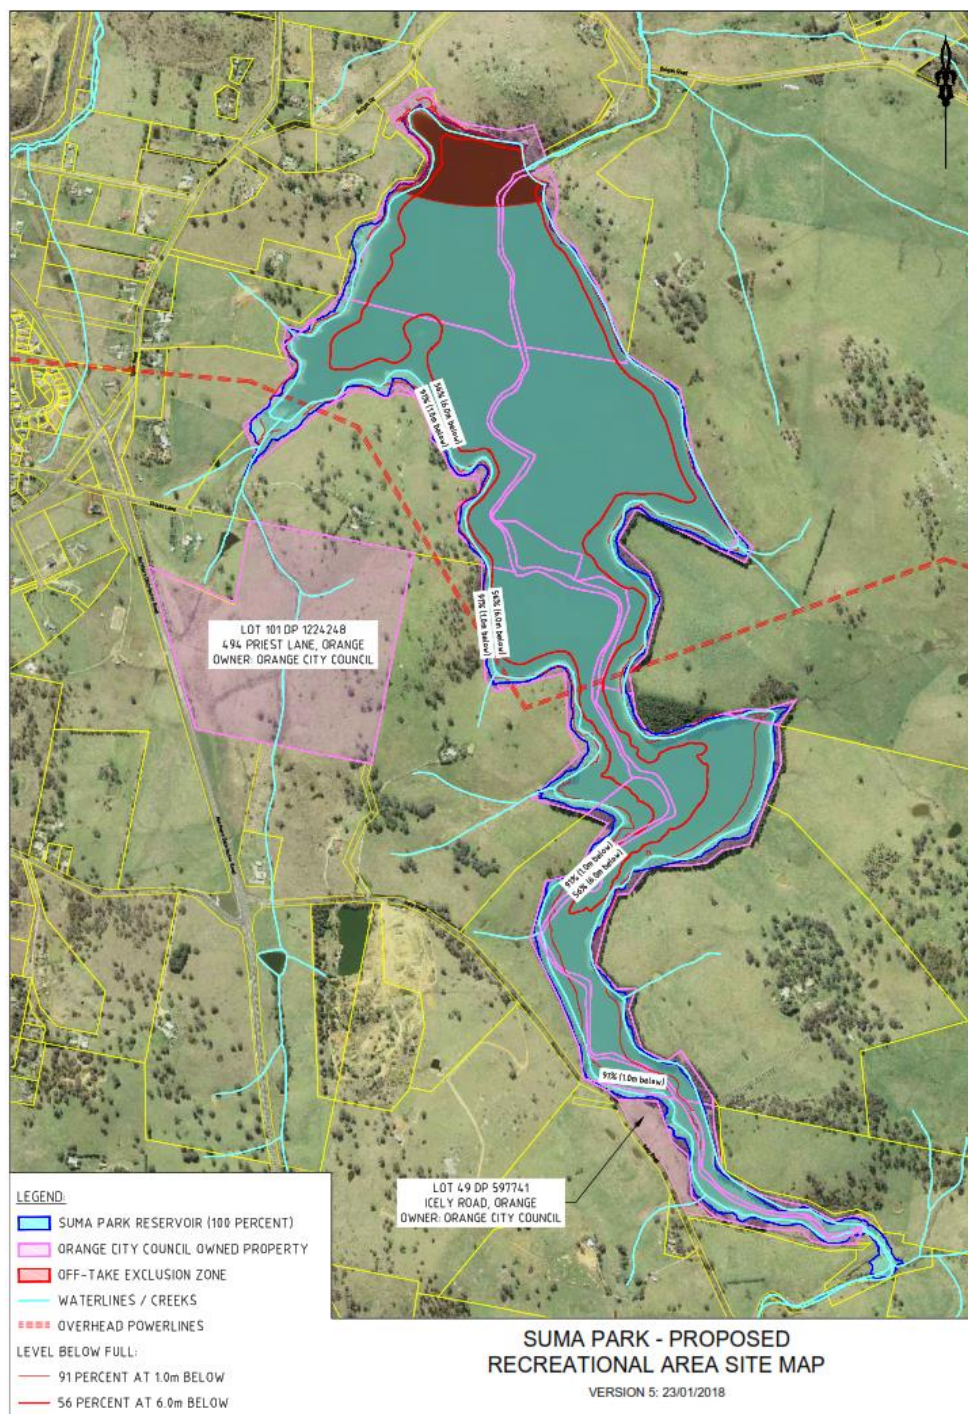 56% (6.0m below)
91% (1.0m below)
LOT 101 DP 1224248
494 PRIEST LANE, ORANGE
OWNER: ORANGE CITY COUNCIL
56% (6.0m below)
91% (1.0m below)
91% (1.0m below)
56% (6.0m below)
91% (1.0m below)
LOT 49 DP 597741
ICELY ROAD, ORANGE
OWNER: ORANGE CITY COUNCIL
LEGEND:
SUMA PARK RESERVOIR (100 PERCENT)
ORANGE CITY COUNCIL OWNED PROPERTY
OFF-TAKE EXCLUSION ZONE
WATERLINES / CREEKS
OVERHEAD POWERLINES
LEVEL BELOW FULL:
91 PERCENT AT 1.0m BELOW
56 PERCENT AT 6.0m BELOW
SUMA PARK - PROPOSED
RECREATIONAL AREA SITE MAP
VERSION 5: 23/01/2018